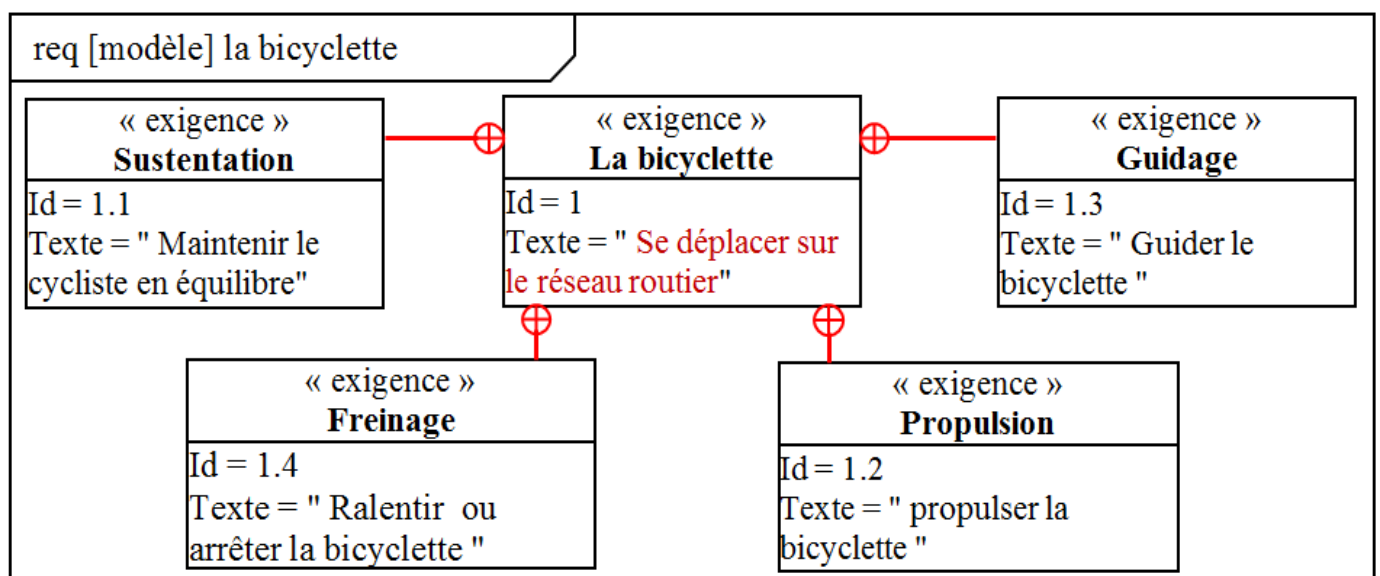 req [modèle] la bicyclette
« exigence »
Sustentation
Id = 1.1
Texte = " Maintenir le
cycliste en équilibre"
« exigence »
La bicyclette
Id = 1
Texte = " Se déplacer sur
le réseau routier"
« exigence »
Guidage
Id = 1.3
Texte = " Guider le
bicyclette "
« exigence »
Freinage
Id = 1.4
Texte = " Ralentir ou
arrêter la bicyclette "
« exigence »
Propulsion
Id = 1.2
Texte = " propulser la
bicyclette "